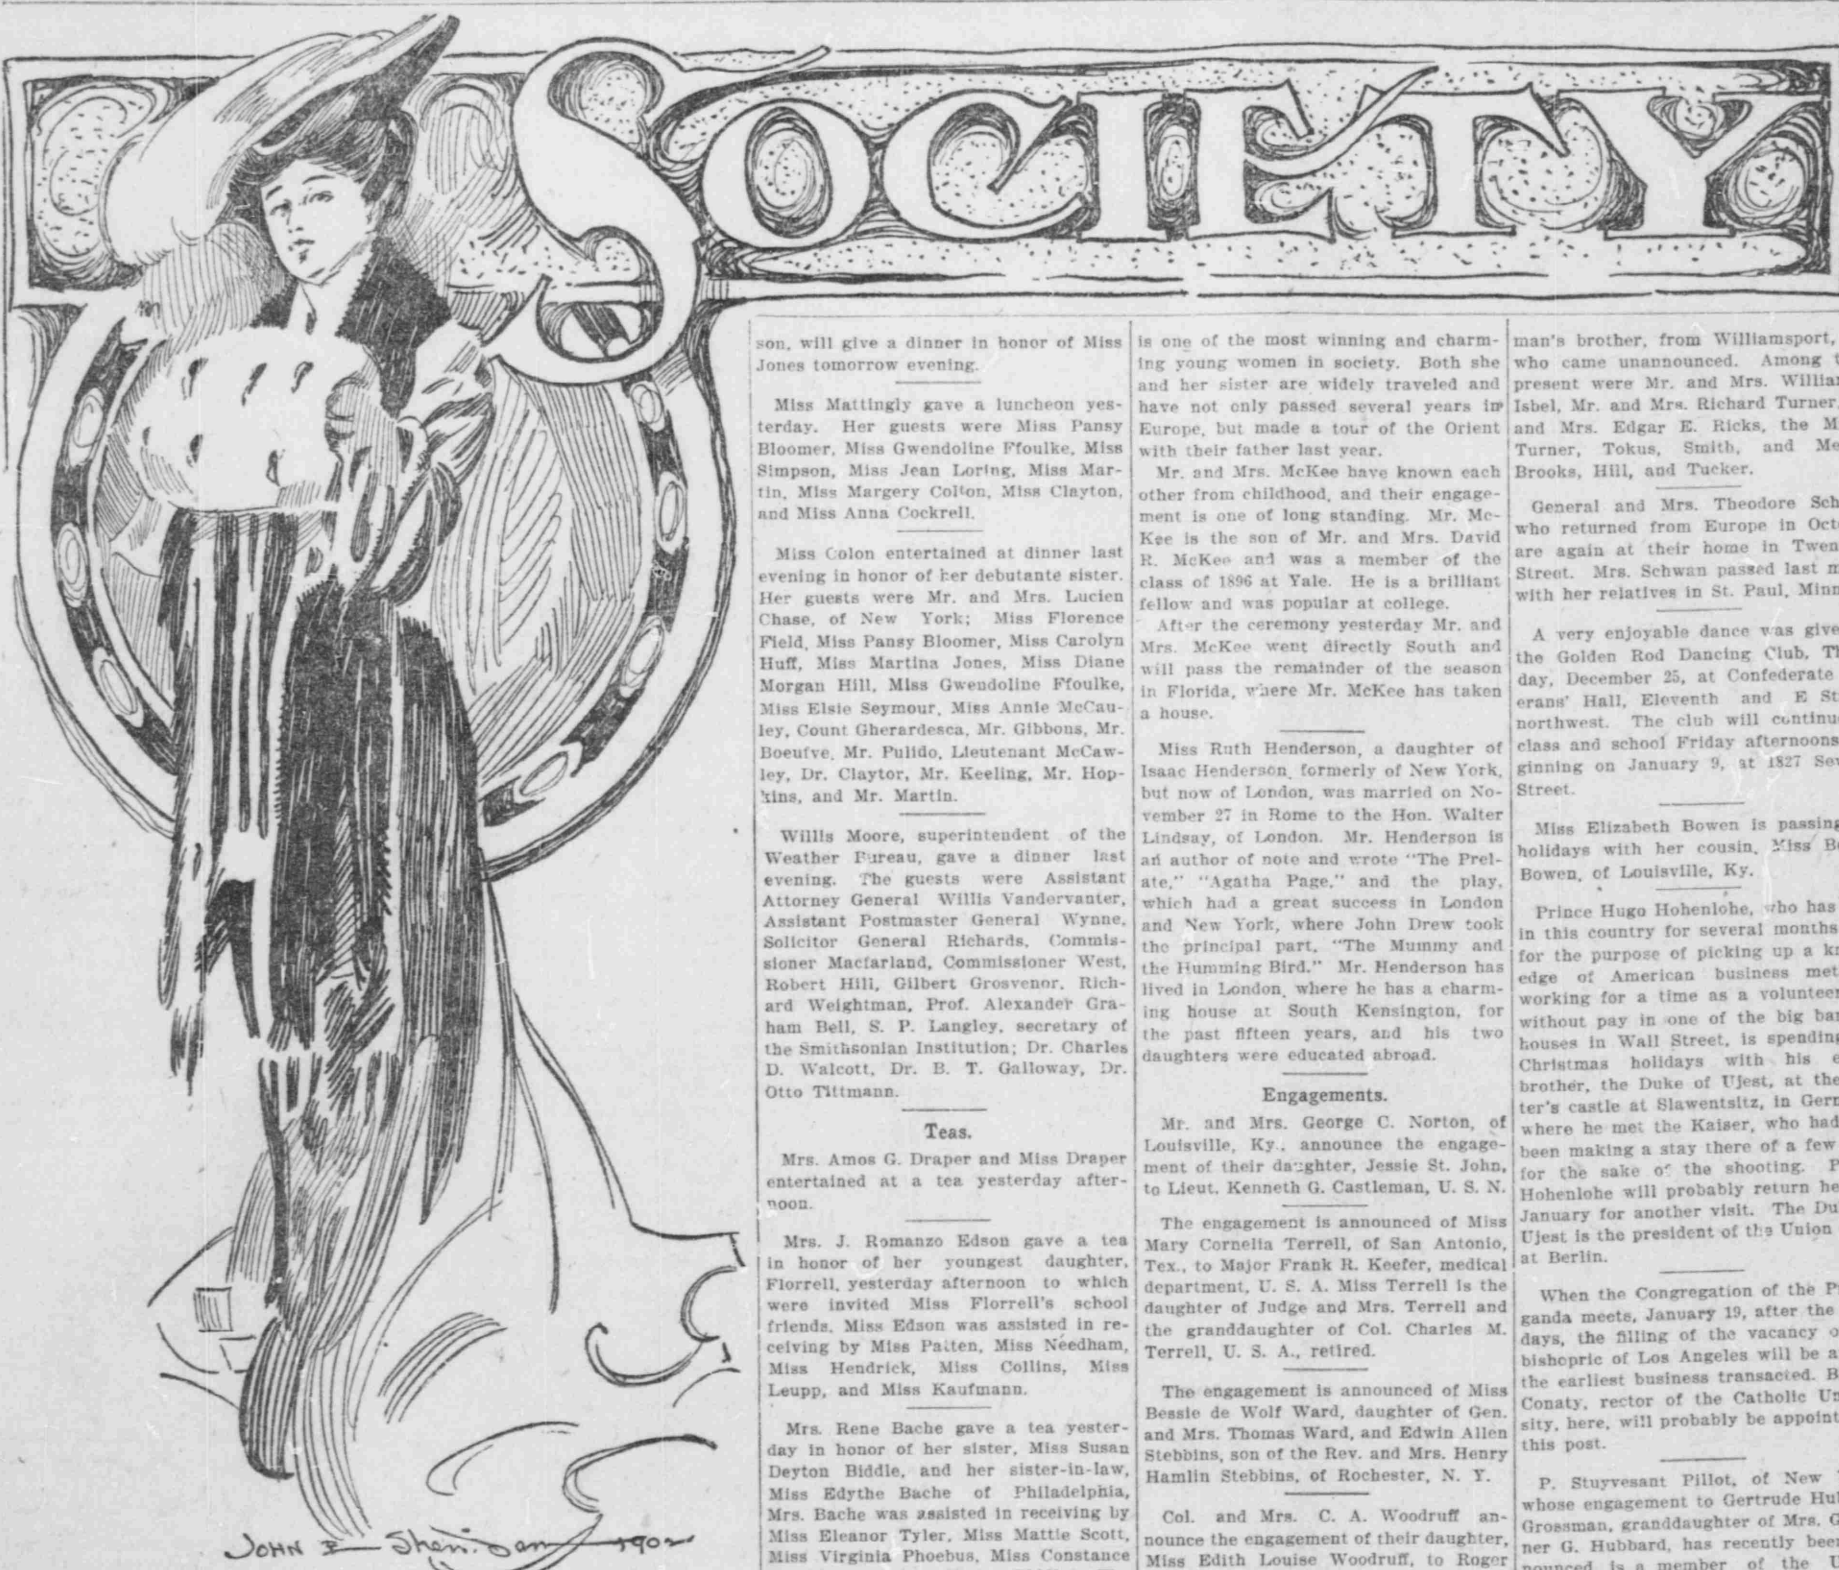 SOCIETY
son, will give a dinner in honor of Miss
Jones tomorrow evening.
Miss Mattingly gave a luncheon yes-
terday. Her guests were Miss Pansy
Bloomer, Miss Gwendoline Ffoulke, Miss
Simpson, Miss Jean Loring, Miss Mar-
tin, Miss Margery Colton, Miss Clayton,
and Miss Anna Cockrell.
Miss Colon entertained at dinner last
evening in honor of her debutante sister.
Her guests were Mr. and Mrs. Lucien
Chase, of New York; Miss Florence
Field, Miss Pansy Bloomer, Miss Carolyn
Huff, Miss Martina Jones, Miss Diane
Morgan Hill, Miss Gwendoline Ffoulke,
Miss Elsie Seymour, Miss Annie McCau-
ley, Count Gherardesca, Mr. Gibbons, Mr.
Boeufve, Mr. Pulido, Lieutenant McCaw-
ley, Dr. Claytor, Mr. Keeling, Mr. Hop-
kins, and Mr. Martin.
Willis Moore, superintendent of the
Weather Bureau, gave a dinner last
evening. The guests were Assistant
Attorney General Willis Vandervanter,
Assistant Postmaster General Wynne,
Solicitor General Richards, Commis-
sioner Macfarland, Commissioner West,
Robert Hill, Gilbert Grosvenor, Rich-
ard Weightman, Prof. Alexander Gra-
ham Bell, S. P. Langley, secretary of
the Smithsonian Institution; Dr. Charles
D. Walcott, Dr. B. T. Galloway, Dr.
Otto Tittmann.
Teas.
Mrs. Amos G. Draper and Miss Draper
entertained at a tea yesterday after-
noon.
Mrs. J. Romanzo Edson gave a tea
in honor of her youngest daughter,
Florrell, yesterday afternoon to which
were invited Miss Florrell's school
friends. Miss Edson was assisted in re-
ceiving by Miss Patten, Miss Needham,
Miss Hendrick, Miss Collins, Miss
Leupp, and Miss Kaufmann.
Mrs. Rene Bache gave a tea yester-
day in honor of her sister, Miss Susan
Deyton Biddle, and her sister-in-law,
Miss Edythe Bache of Philadelphia,
Mrs. Bache was assisted in receiving by
Miss Eleanor Tyler, Miss Mattie Scott,
Miss Virginia Phoebus, Miss Constance
is one of the most winning and charm-
ing young women in society. Both she
and her sister are widely traveled and
have not only passed several years in
Europe, but made a tour of the Orient
with their father last year.
Mr. and Mrs. McKee have known each
other from childhood, and their engage-
ment is one of long standing. Mr. Mc-
Kee is the son of Mr. and Mrs. David
R. McKee and was a member of the
class of 1896 at Yale. He is a brilliant
fellow and was popular at college.
After the ceremony yesterday Mr. and
Mrs. McKee went directly South and
will pass the remainder of the season
in Florida, where Mr. McKee has taken
a house.
Miss Ruth Henderson, a daughter of
Isaac Henderson, formerly of New York,
but now of London, was married on No-
vember 27 in Rome to the Hon. Walter
Lindsay, of London. Mr. Henderson is
an author of note and wrote "The Prel-
ate," "Agatha Page," and the play,
which had a great success in London
and New York, where John Drew took
the principal part, "The Mummy and
the Humming Bird." Mr. Henderson has
lived in London, where he has a charm-
ing house at South Kensington, for
the past fifteen years, and his two
daughters were educated abroad.
Engagements.
Mr. and Mrs. George C. Norton, of
Louisville, Ky., announce the engage-
ment of their daughter, Jessie St. John,
to Lieut. Kenneth G. Castleman, U. S. N.
The engagement is announced of Miss
Mary Cornelia Terrell, of San Antonio,
Tex., to Major Frank R. Keefer, medical
department, U. S. A. Miss Terrell is the
daughter of Judge and Mrs. Terrell and
the granddaughter of Col. Charles M.
Terrell, U. S. A., retired.
The engagement is announced of Miss
Bessie de Wolf Ward, daughter of Gen.
and Mrs. Thomas Ward, and Edwin Allen
Stebbins, son of the Rev. and Mrs. Henry
Hamlin Stebbins, of Rochester, N. Y.
Col. and Mrs. C. A. Woodruff an-
nounce the engagement of their daughter,
Miss Edith Louise Woodruff, to Roger
man's brother, from Williamsport,
who came unannounced. Among
present were Mr. and Mrs. Willia
Isbel, Mr. and Mrs. Richard Turner,
and Mrs. Edgar E. Ricks, the M
Turner, Tokus, Smith, and Me
Brooks, Hill, and Tucker.
General and Mrs. Theodore Sch
who returned from Europe in Oct
are again at their home in Twen
Street. Mrs. Schwan passed last m
with her relatives in St. Paul, Minn
A very enjoyable dance was give
the Golden Rod Dancing Club, Th
day, December 25, at Confederate
erans' Hall, Eleventh and E St
northwest. The club will continu
class and school Friday afternoons
ginning on January 9, at 1827 Sev
Street.
Miss Elizabeth Bowen is passing
holidays with her cousin, Miss B
Bowen, of Louisville, Ky.
Prince Hugo Hohenlohe, who has
in this country for several months
for the purpose of picking up a k
edge of American business met
working for a time as a volunteer
without pay in one of the big ba
houses in Wall Street, is spending
Christmas holidays with his e
brother, the Duke of Ujest, at the
ter's castle at Slawentsitz, in Ger
where he met the Kaiser, who had
been making a stay there of a few
for the sake of the shooting. P
Hohenlohe will probably return he
January for another visit. The Du
Ujest is the president of the Union
at Berlin.
When the Congregation of the P
ganda meets, January 19, after the
days, the filling of the vacancy o
bishopric of Los Angeles will be a
the earliest business transacted. B
Conaty, rector of the Catholic Un
sity, here, will probably be appoint
this post.
P. Stuyvesant Pillot, of New
whose engagement to Gertrude Hu
Grossman, granddaughter of Mrs. G
ner G. Hubbard, has recently bee
nounced, is a member of the U
JOHN E Sheridan 1902